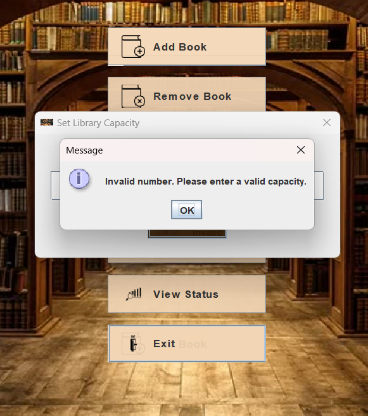 Add Book
Remove Book
Set Library Capacity
Message
Invalid number. Please enter a valid capacity.
OK
View Status
Exit